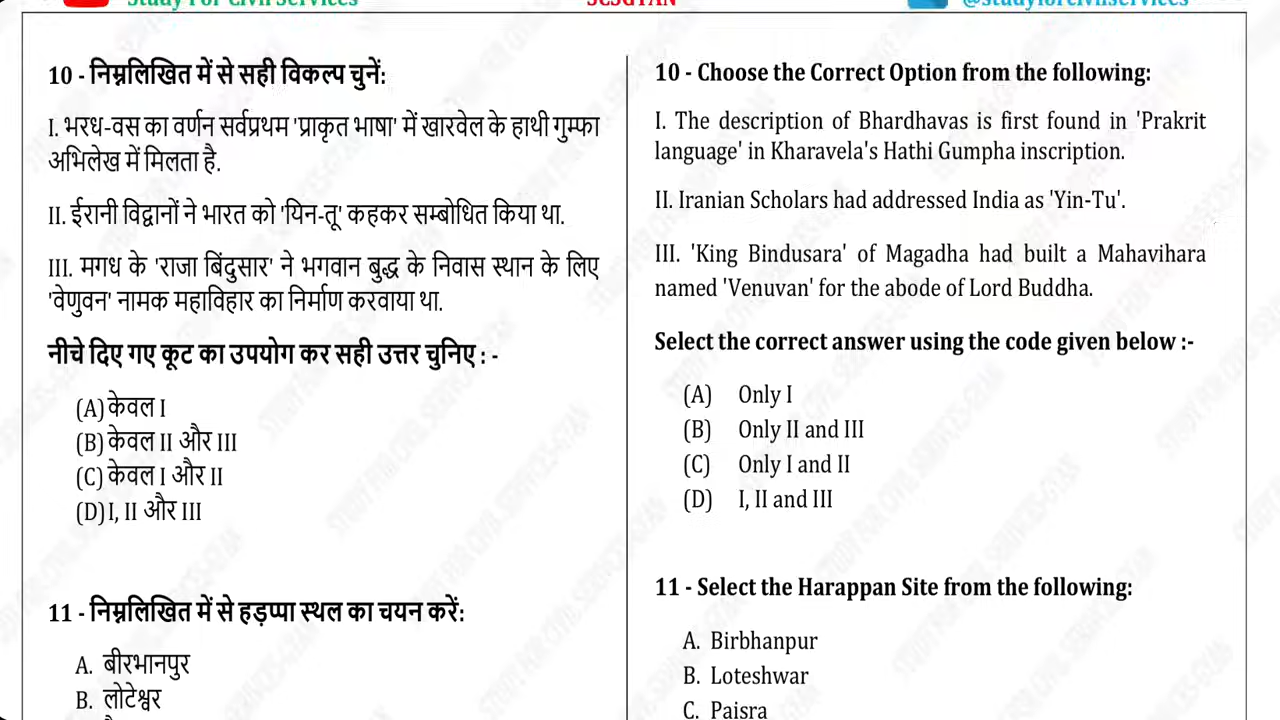 Study For Civil Services
SCSGYAN
@studyforcivilservices
10 - निम्नलिखित में से सही विकल्प चुनें:
I. भरध-वस का वर्णन सर्वप्रथम 'प्राकृत भाषा' में खारवेल के हाथी गुम्फा
अभिलेख में मिलता है.
II. ईरानी विद्वानों ने भारत को 'यिन-तू' कहकर सम्बोधित किया था.
III. मगध के 'राजा बिंदुसार' ने भगवान बुद्ध के निवास स्थान के लिए
'वेणुवन' नामक महाविहार का निर्माण करवाया था.
नीचे दिए गए कूट का उपयोग कर सही उत्तर चुनिए : -
(A) केवल I
(B) केवल II और III
(C) केवल I और II
(D) I, II और III
11 - निम्नलिखित में से हड़प्पा स्थल का चयन करें:
A. बीरभानपुर
B. लोटेश्वर
10 - Choose the Correct Option from the following:
I. The description of Bhardhavas is first found in 'Prakrit
language' in Kharavela's Hathi Gumpha inscription.
II. Iranian Scholars had addressed India as 'Yin-Tu'.
III. 'King Bindusara' of Magadha had built a Mahavihara
named 'Venuvan' for the abode of Lord Buddha.
Select the correct answer using the code given below :-
(A) Only I
(B) Only II and III
(C) Only I and II
(D) I, II and III
11 - Select the Harappan Site from the following:
A. Birbhanpur
B. Loteshwar
C. Paisra